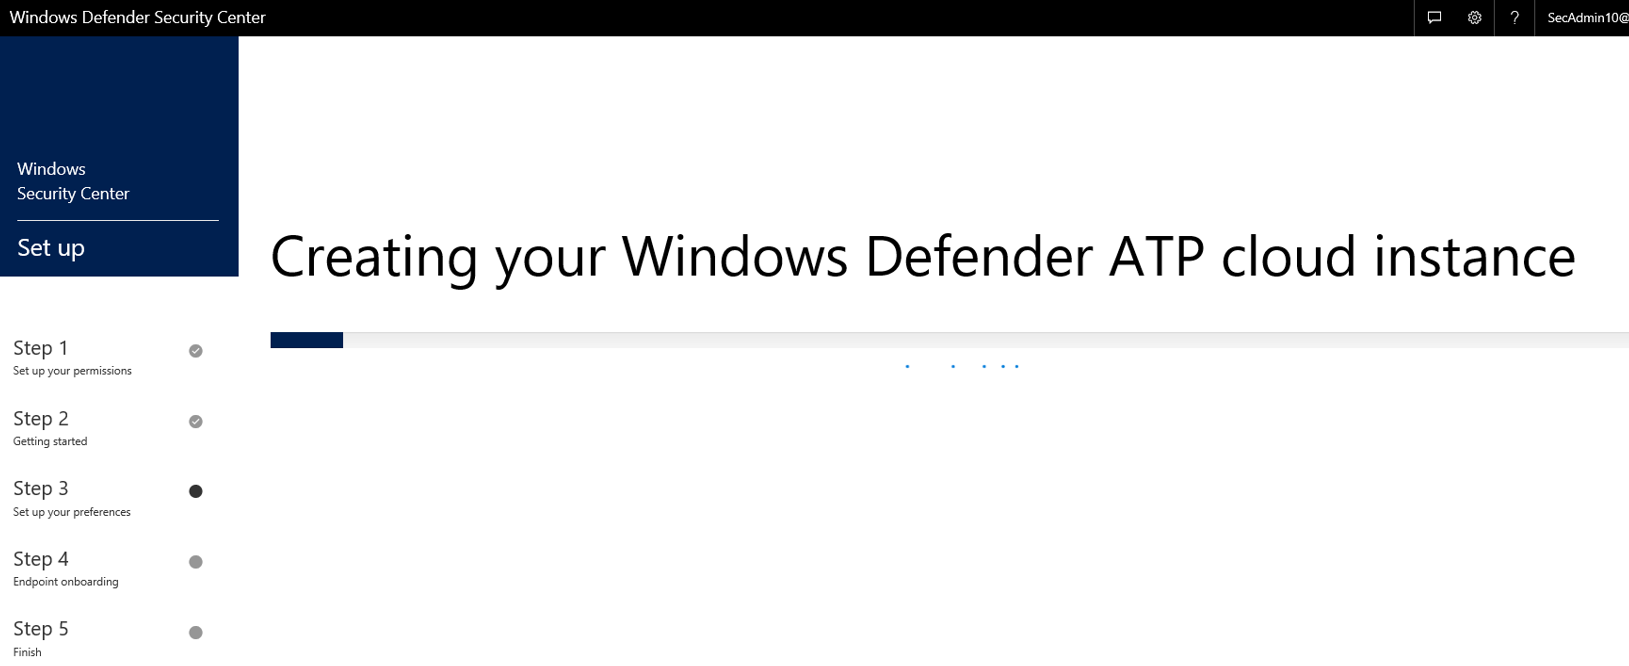 Windows Defender Security Center
? SecAdmin10@
Windows
Security Center
Set up
Creating your Windows Defender ATP cloud instance
Step 1
Set up your permissions
Step 2
Getting started
Step 3
Set up your preferences
Step 4
Endpoint onboarding
Step 5
Finish